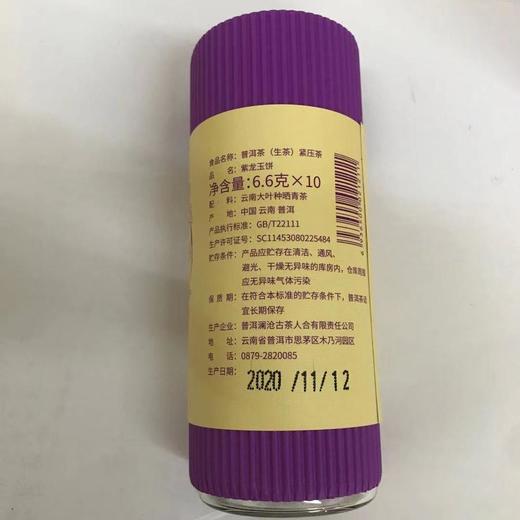 食品名称：普洱茶（生茶）紧压茶
品 名：紫龙玉饼
净含量：6.6克×10
配 料：云南大叶种晒青茶
产 地：中国 云南 普洱
产品执行标准：GB/T22111
生产许可证号：SC11453080225484
贮存条件：产品应贮存在清洁、通风、
避光、干燥无异味的库房内，仓库周围
应无异味气体污染
保 质 期：在符合本标准的贮存条件下，普洱茶适
宜长期保存
生产企业：普洱澜沧古茶人合有限责任公司
地 址：云南省普洱市思茅区木乃河园区
电 话：0879-2820085
生产日期：
2020 /11/12